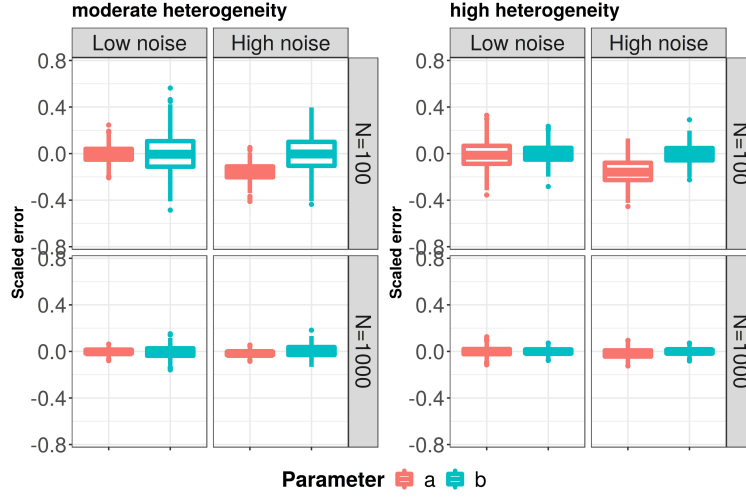 moderate heterogeneity
Low noise
High noise
0.8
0.4
0.0
-0.4
-0.8
N=100
0.8
0.4
0.0
-0.4
-0.8
N=1000
Scaled error
high heterogeneity
Low noise
High noise
0.8
0.4
0.0
-0.4
-0.8
N=100
0.8
0.4
0.0
-0.4
-0.8
N=1000
Scaled error
Parameter a b